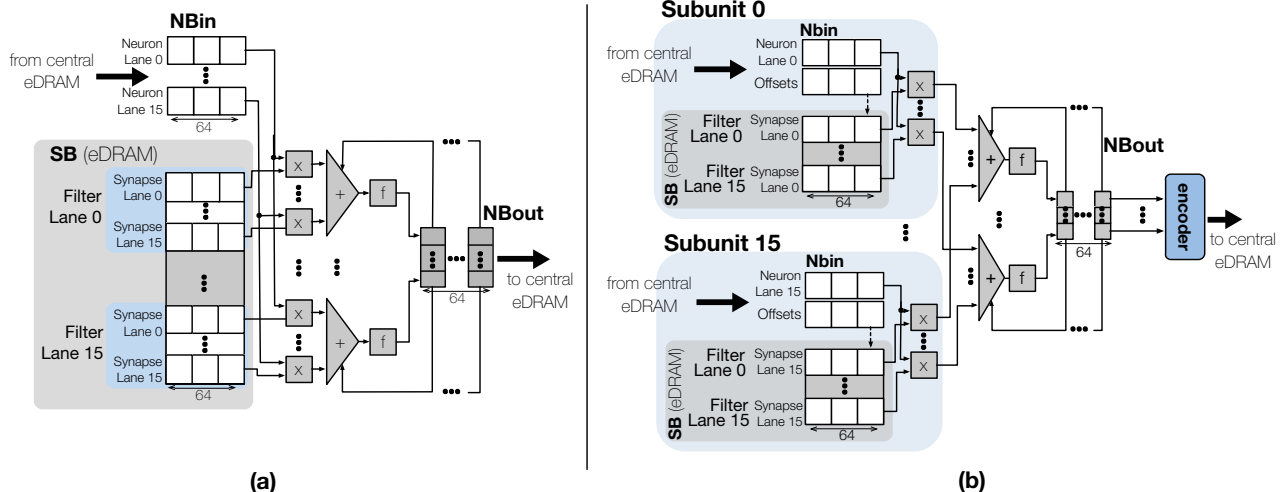 NBin
from central
eDRAM
Neuron
Lane 0
Neuron
Lane 15
64
SB (eDRAM)
Filter
Lane 0
Synapse
Lane 0
Synapse
Lane 15
Filter
Lane 15
Synapse
Lane 0
Synapse
Lane 15
64
x
x
x
x
+
+
f
f
NBout
64
to central
eDRAM
(a)
Subunit 0
Nbin
from central
eDRAM
Neuron
Lane 0
Offsets
SB (eDRAM)
Filter
Lane 0
Synapse
Lane 0
Filter
Lane 15
Synapse
Lane 0
64
x
x
Subunit 15
Nbin
from central
eDRAM
Neuron
Lane 15
Offsets
SB (eDRAM)
Filter
Lane 0
Synapse
Lane 15
Filter
Lane 15
Synapse
Lane 15
64
x
x
+
+
f
f
NBout
64
encoder
to central
eDRAM
(b)